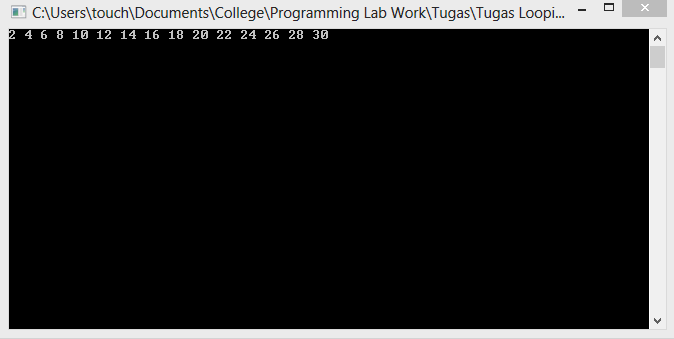 C:\Users\touch\Documents\College\Programming Lab Work\Tugas\Tugas Loopi...
2 4 6 8 10 12 14 16 18 20 22 24 26 28 30